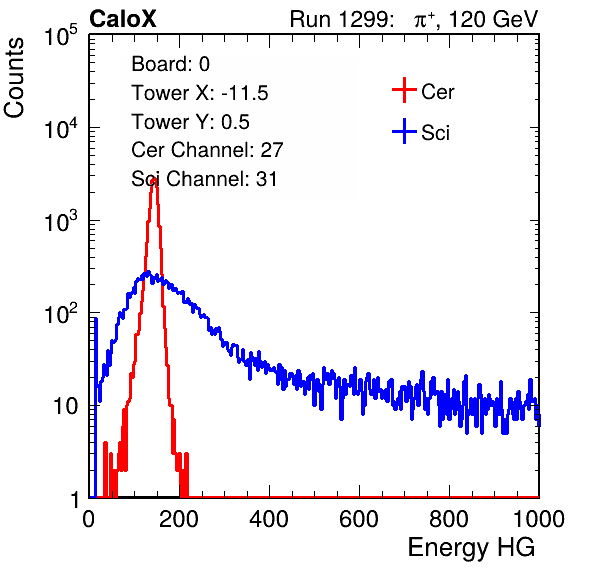 CaloX Run 1299: π⁺, 120 GeV
Counts
10⁵
10⁴
10³
10²
10
1
Board: 0
Tower X: -11.5
Tower Y: 0.5
Cer Channel: 27
Sci Channel: 31
Cer
Sci
0 200 400 600 800 1000
Energy HG